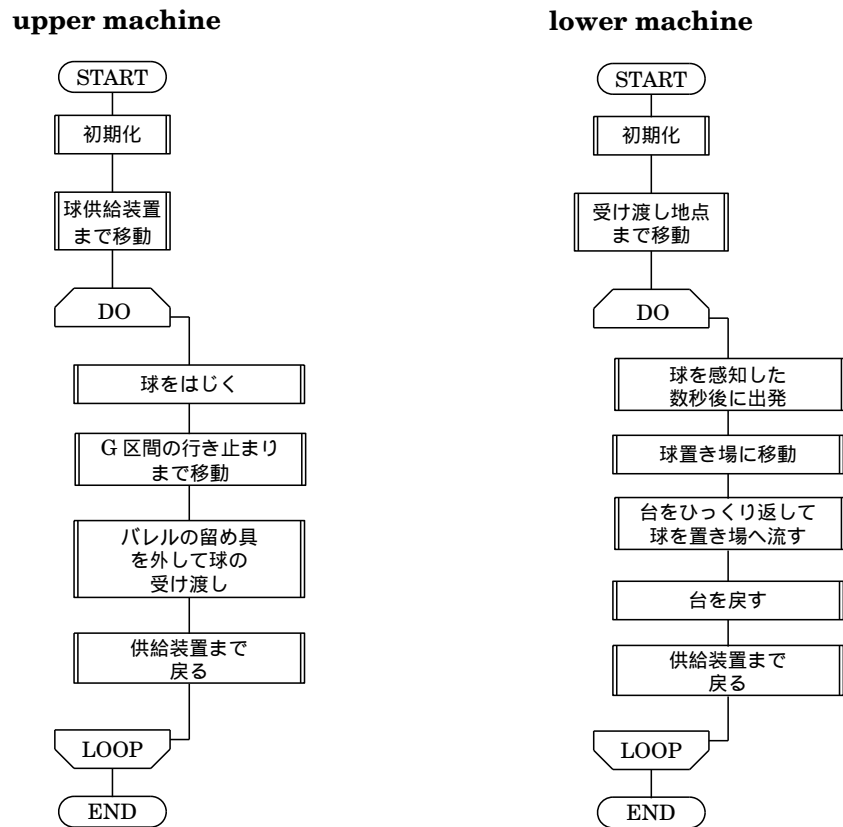 upper machine
START
初期化
球供給装置
まで移動
DO
球をはじく
G 区間の行き止まり
まで移動
バレルの留め具
を外して球の
受け渡し
供給装置まで
戻る
LOOP
END
lower machine
START
初期化
受け渡し地点
まで移動
DO
球を感知した
数秒後に出発
球置き場に移動
台をひっくり返して
球を置き場へ流す
台を戻す
供給装置まで
戻る
LOOP
END